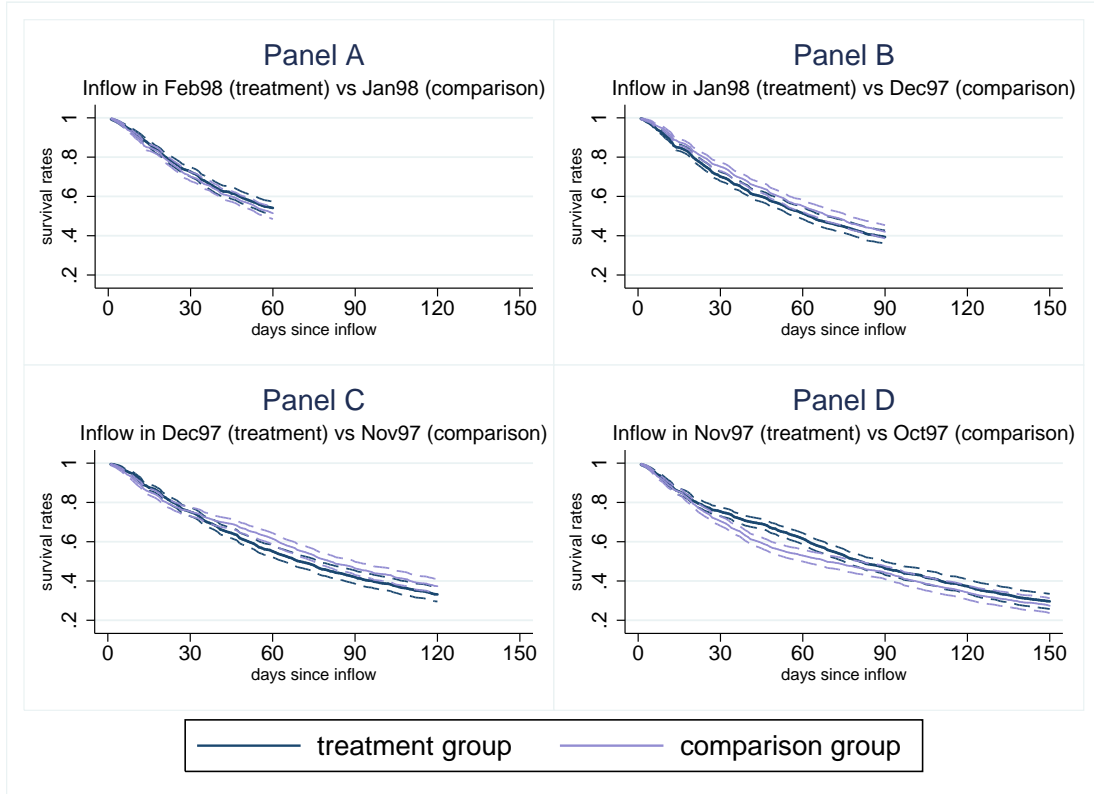 Panel A
Inflow in Feb98 (treatment) vs Jan98 (comparison)
survival rates
1
.8
.6
.4
.2
0 30 60 90 120 150
days since inflow
Panel B
Inflow in Jan98 (treatment) vs Dec97 (comparison)
survival rates
1
.8
.6
.4
.2
0 30 60 90 120 150
days since inflow
Panel C
Inflow in Dec97 (treatment) vs Nov97 (comparison)
survival rates
1
.8
.6
.4
.2
0 30 60 90 120 150
days since inflow
Panel D
Inflow in Nov97 (treatment) vs Oct97 (comparison)
survival rates
1
.8
.6
.4
.2
0 30 60 90 120 150
days since inflow
treatment group comparison group